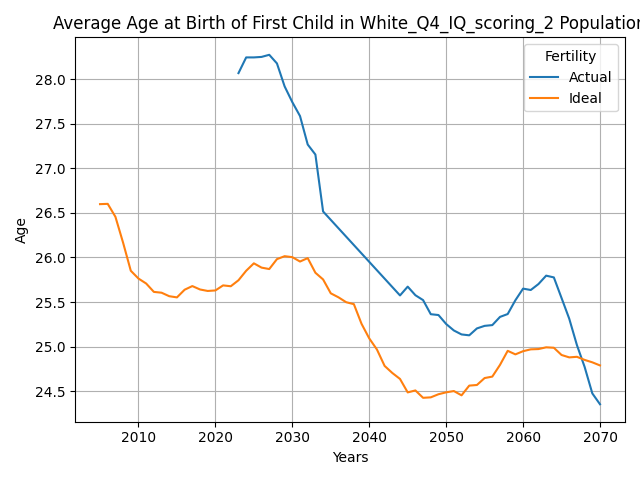 Average Age at Birth of First Child in White_Q4_IQ_scoring_2 Population
Fertility
Actual
Ideal
28.0
27.5
27.0
26.5
26.0
25.5
25.0
24.5
Age
2010 2020 2030 2040 2050 2060 2070
Years